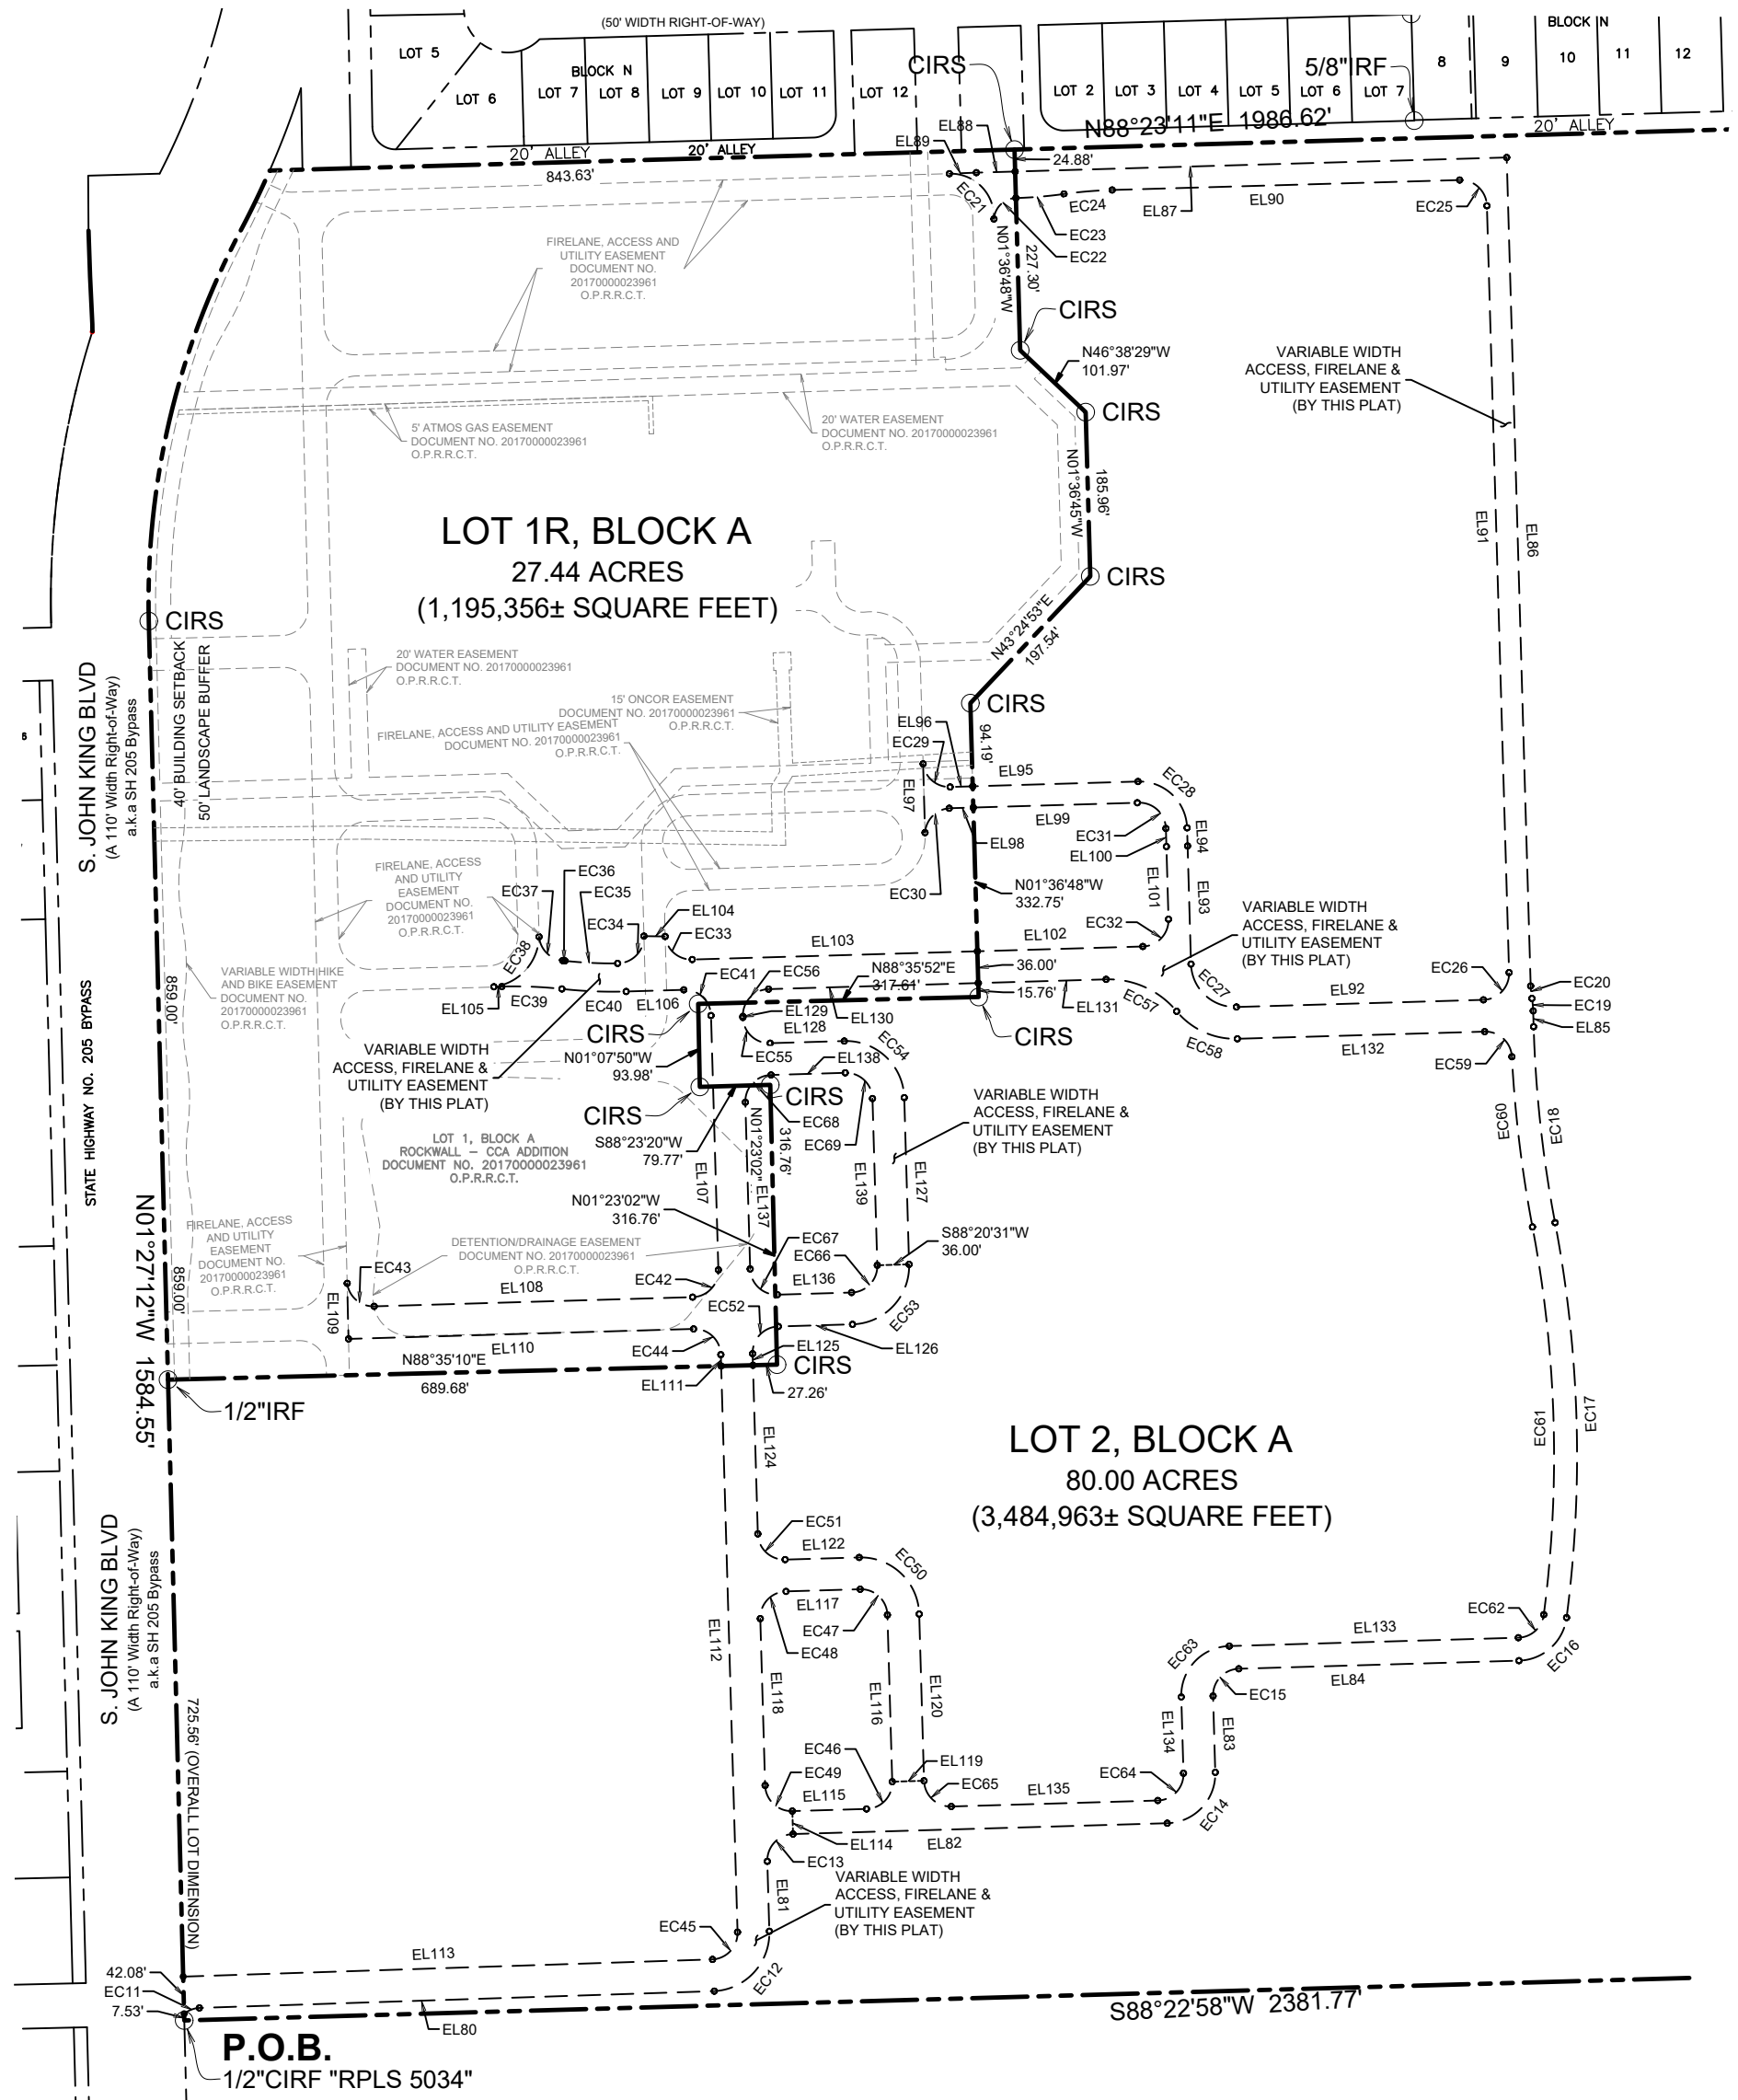 (50' WIDTH RIGHT-OF-WAY)
BLOCK N
LOT 5
LOT 6
BLOCK N
LOT 7
LOT 8
LOT 9
LOT 10
LOT 11
LOT 12
CIRS
LOT 2
LOT 3
LOT 4
LOT 5
LOT 6
LOT 7
5/8"IRF
8
9
10
11
12
N88°23'11"E 1986.62'
20' ALLEY
20' ALLEY
20' ALLEY
843.63'
EL88
EL89
24.88'
EC21
EC24
EL87
EL90
EC25
EC23
EC22
N01°36'48"W
227.30'
FIRELANE, ACCESS AND
UTILITY EASEMENT
DOCUMENT NO.
20170000023961
O.P.R.R.C.T.
CIRS
N46°38'29"W
101.97'
VARIABLE WIDTH
ACCESS, FIRELANE &
UTILITY EASEMENT
(BY THIS PLAT)
CIRS
5' ATMOS GAS EASEMENT
DOCUMENT NO. 20170000023961
O.P.R.R.C.T.
20' WATER EASEMENT
DOCUMENT NO. 20170000023961
O.P.R.R.C.T.
N01°36'45"W
185.96'
EL91
EL86
LOT 1R, BLOCK A
27.44 ACRES
(1,195,356± SQUARE FEET)
CIRS
CIRS
N43°24'53"E
197.54'
S. JOHN KING BLVD
(A 110' Width Right-of-Way)
a.k.a SH 205 Bypass
40' BUILDING SETBACK
50' LANDSCAPE BUFFER
20' WATER EASEMENT
DOCUMENT NO. 20170000023961
O.P.R.R.C.T.
15' ONCOR EASEMENT
DOCUMENT NO. 20170000023961
O.P.R.R.C.T.
FIRELANE, ACCESS AND UTILITY EASEMENT
DOCUMENT NO. 20170000023961
O.P.R.R.C.T.
CIRS
EL96
EC29
94.19'
EL95
EC28
EL97
EL99
EC31
EL98
EL100
EL94
EC30
EL101
EL93
N01°36'48"W
332.75'
EC32
FIRELANE, ACCESS
AND UTILITY
EASEMENT
DOCUMENT NO.
20170000023961
O.P.R.R.C.T.
EC36
EC37
EC35
EC34
EL104
EC33
EC38
EL103
EL102
VARIABLE WIDTH
ACCESS, FIRELANE &
UTILITY EASEMENT
(BY THIS PLAT)
VARIABLE WIDTH HIKE
AND BIKE EASEMENT
DOCUMENT NO.
20170000023961
O.P.R.R.C.T.
859.00'
EC41
EC56
N88°35'52"E
317.61'
36.00'
15.76'
EC26
EC20
EC19
EL85
EL105
EC39
EC40
EL106
EL129
EL130
EL131
EC57
EC27
EL92
CIRS
EL128
CIRS
EC58
EL132
EC59
STATE HIGHWAY NO. 205 BYPASS
VARIABLE WIDTH
ACCESS, FIRELANE &
UTILITY EASEMENT
(BY THIS PLAT)
N01°07'50"W
93.98'
EC55
EL138
EC54
CIRS
CIRS
EC68
EC69
VARIABLE WIDTH
ACCESS, FIRELANE &
UTILITY EASEMENT
(BY THIS PLAT)
EC60
EC18
LOT 1, BLOCK A
ROCKWALL – CCA ADDITION
DOCUMENT NO. 20170000023961
O.P.R.R.C.T.
S88°23'20"W
79.77'
N01°23'02"
316.76'
EL107
EL137
EL139
EL127
N01°23'02"W
316.76'
S88°20'31"W
36.00'
FIRELANE, ACCESS
AND UTILITY
EASEMENT
DOCUMENT NO.
20170000023961
O.P.R.R.C.T.
DETENTION/DRAINAGE EASEMENT
DOCUMENT NO. 20170000023961
O.P.R.R.C.T.
EC67
EC66
EC43
EC42
EL108
EL136
EC52
EC53
EL109
859.00'
EL110
EC44
EL125
EL126
N01°27'12"W 1584.55'
N88°35'10"E
689.68'
EL111
CIRS
27.26'
1/2"IRF
EL124
LOT 2, BLOCK A
80.00 ACRES
(3,484,963± SQUARE FEET)
EC61
EC17
S. JOHN KING BLVD
(A 110' Width Right-of-Way)
a.k.a SH 205 Bypass
EC51
EL122
EC50
EL117
EC47
EC48
EL112
EC62
EL133
EC63
EC16
EL84
EC15
EL118
EL116
EL120
EL134
EL83
725.56' (OVERALL LOT DIMENSION)
EC46
EL119
EC49
EC65
EC64
EL115
EL135
EC14
EL114
EL82
EC13
EL81
VARIABLE WIDTH
ACCESS, FIRELANE &
UTILITY EASEMENT
(BY THIS PLAT)
EC45
EL113
42.08'
EC11
7.53'
EC12
EL80
S88°22'58"W 2381.77'
P.O.B.
1/2"CIRF "RPLS 5034"